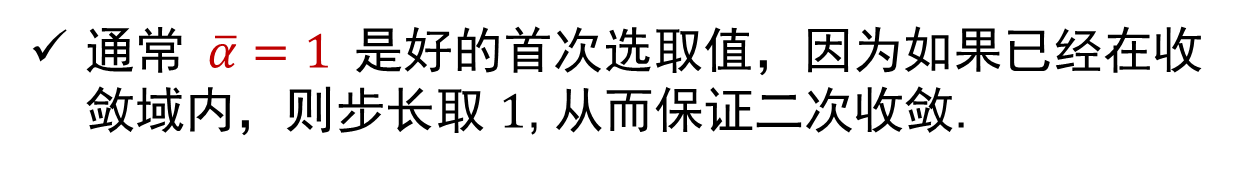 ✓ 通常 ᾱ = 1 是好的首次选取值，因为如果已经在收
敛域内，则步长取 1, 从而保证二次收敛.